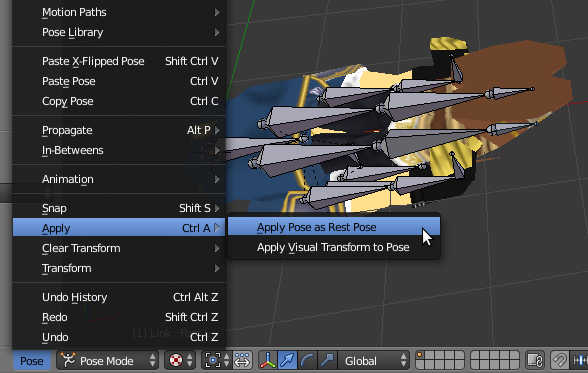 Motion Paths
Pose Library
Paste X-Flipped Pose Shift Ctrl V
Paste Pose Ctrl V
Copy Pose Ctrl C
Propagate Alt P
In-Betweens
Animation
Snap Shift S
Apply Ctrl A
Apply Pose as Rest Pose
Apply Visual Transform to Pose
Clear Transform
Transform
Undo History Ctrl Alt Z
Redo Shift Ctrl Z
Undo Ctrl Z
Pose Pose Mode Global